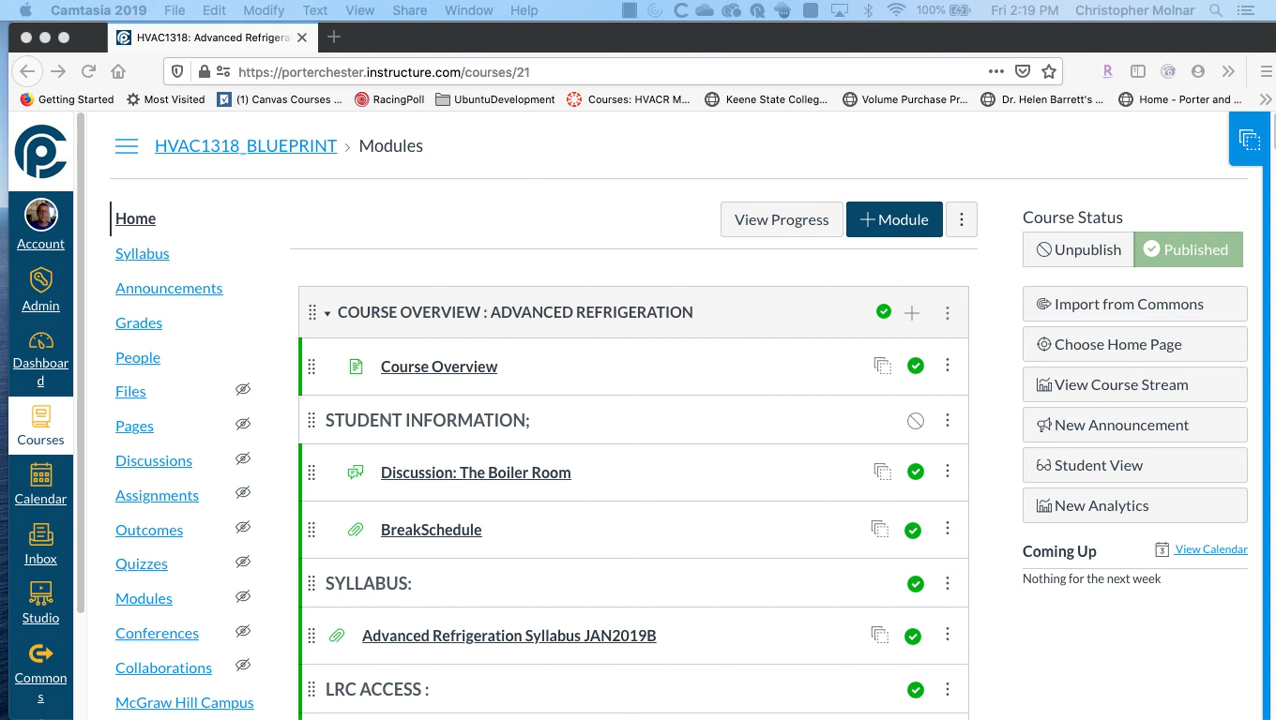 Camtasia 2019 File Edit Modify Text View Share Window Help 100% Fri 2:19 PM Christopher Molnar
HVAC1318: Advanced Refrigera
https://porterchester.instructure.com/courses/21
Getting Started Most Visited (1) Canvas Courses ... RacingPoll UbuntuDevelopment Courses: HVACR M... Keene State Colleg... Volume Purchase Pr... Dr. Helen Barrett's... Home - Porter and ...
HVAC1318_BLUEPRINT › Modules
Account
Admin
Dashboar
d
Courses
Calendar
Inbox
Studio
Common
s
Home
Syllabus
Announcements
Grades
People
Files
Pages
Discussions
Assignments
Outcomes
Quizzes
Modules
Conferences
Collaborations
McGraw Hill Campus
View Progress + Module
COURSE OVERVIEW : ADVANCED REFRIGERATION
Course Overview
STUDENT INFORMATION;
Discussion: The Boiler Room
BreakSchedule
SYLLABUS:
Advanced Refrigeration Syllabus JAN2019B
LRC ACCESS :
Course Status
Unpublish Published
Import from Commons
Choose Home Page
View Course Stream
New Announcement
Student View
New Analytics
Coming Up View Calendar
Nothing for the next week